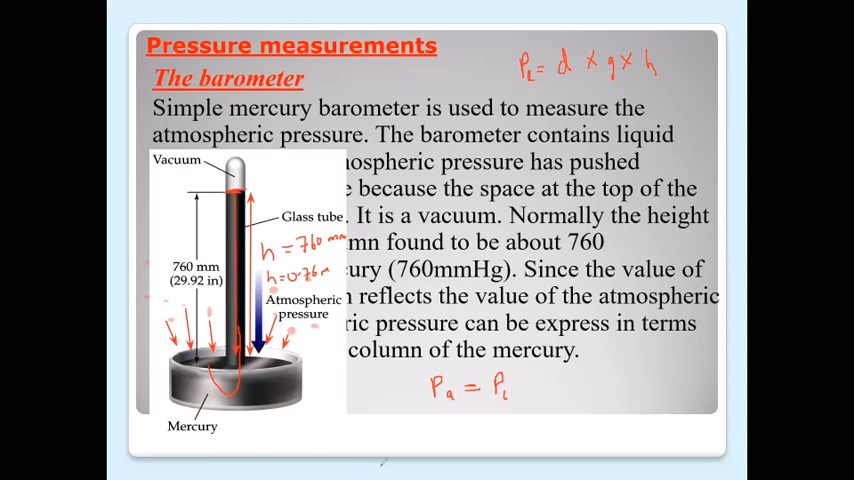 Pressure measurements
P_L = d × g × h
The barometer
Simple mercury barometer is used to measure the
atmospheric pressure. The barometer contains liquid
mospheric pressure has pushed
e because the space at the top of the
. It is a vacuum. Normally the height
mn found to be about 760
ury (760mmHg). Since the value of
n reflects the value of the atmospheric
ric pressure can be express in terms
column of the mercury.
Vacuum
Glass tube
h = 760 mm
760 mm
(29.92 in)
h = 0.76 m
Atmospheric
pressure
Mercury
P_a = P_L